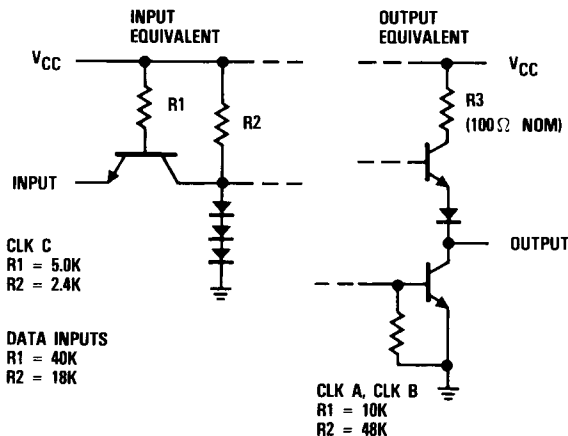 INPUT
EQUIVALENT
OUTPUT
EQUIVALENT
VCC
VCC
R1
R2
R3
(100Ω NOM)
INPUT
OUTPUT
CLK C
R1 = 5.0K
R2 = 2.4K
DATA INPUTS
R1 = 40K
R2 = 18K
CLK A, CLK B
R1 = 10K
R2 = 48K